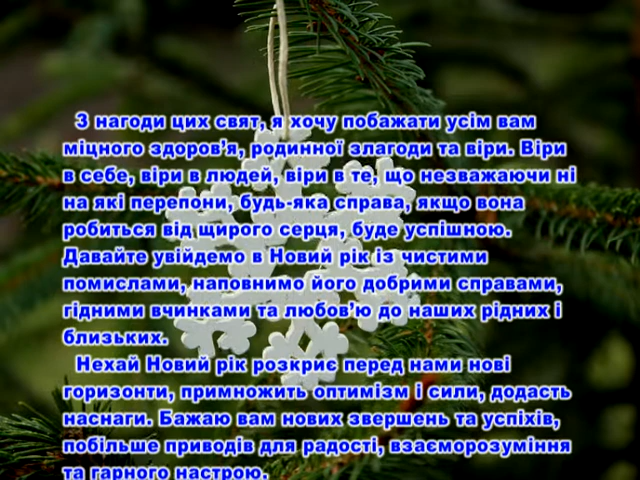 З нагоди цих свят, я хочу побажати усім вам
міцного здоров’я, родинної злагоди та віри. Віри
в себе, віри в людей, віри в те, що незважаючи ні
на які перепони, будь-яка справа, якщо вона
робиться від щирого серця, буде успішною.
Давайте увійдемо в Новий рік із чистими
помислами, наповнимо його добрими справами,
гідними вчинками та любов’ю до наших рідних і
близьких.
Нехай Новий рік розкриє перед нами нові
горизонти, примножить оптимізм і сили, додасть
наснаги. Бажаю вам нових звершень та успіхів,
побільше приводів для радості, взаєморозуміння
та гарного настрою.